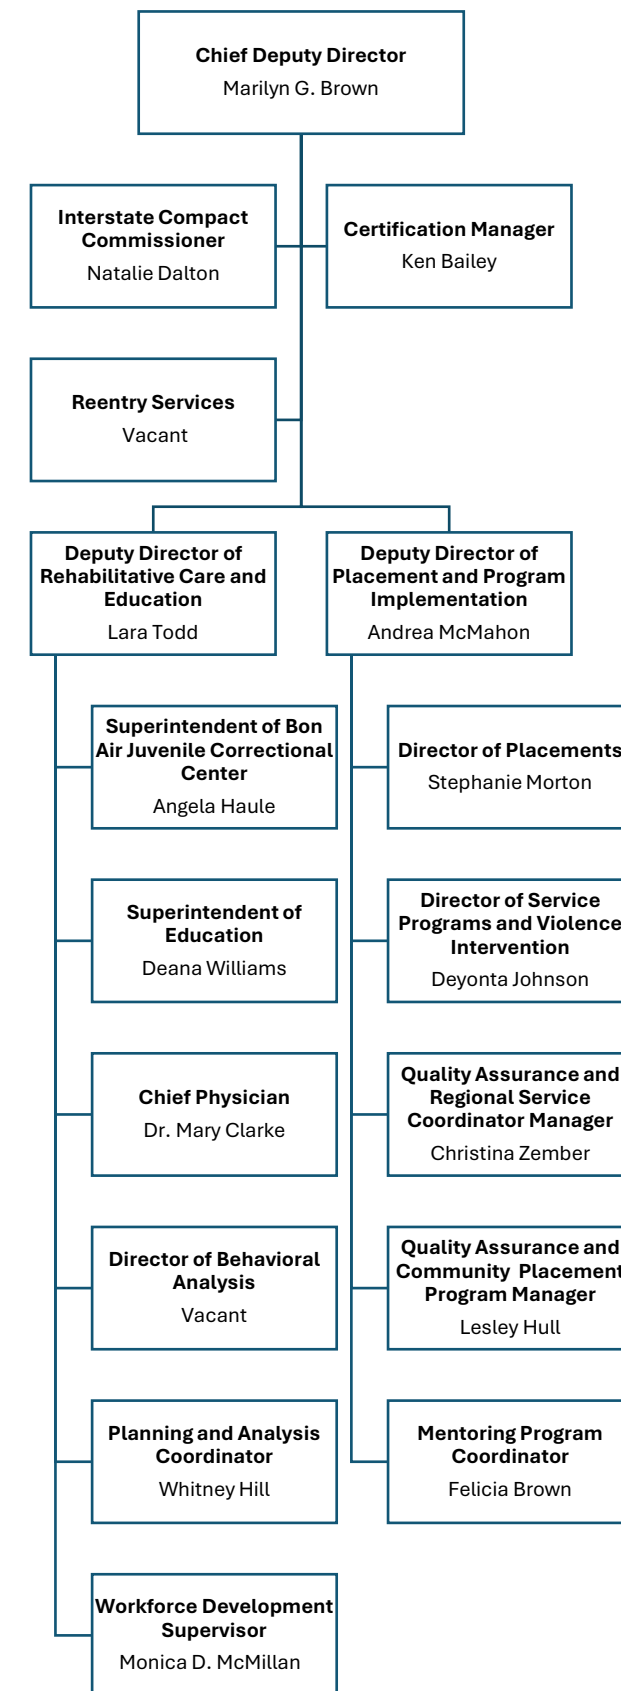 Chief Deputy Director
Marilyn G. Brown
Interstate Compact
Commissioner
Natalie Dalton
Certification Manager
Ken Bailey
Reentry Services
Vacant
Deputy Director of
Rehabilitative Care and
Education
Lara Todd
Deputy Director of
Placement and Program
Implementation
Andrea McMahon
Superintendent of Bon
Air Juvenile Correctional
Center
Angela Haule
Director of Placements
Stephanie Morton
Superintendent of
Education
Deana Williams
Director of Service
Programs and Violence
Intervention
Deyonta Johnson
Chief Physician
Dr. Mary Clarke
Quality Assurance and
Regional Service
Coordinator Manager
Christina Zember
Director of Behavioral
Analysis
Vacant
Quality Assurance and
Community Placement
Program Manager
Lesley Hull
Planning and Analysis
Coordinator
Whitney Hill
Mentoring Program
Coordinator
Felicia Brown
Workforce Development
Supervisor
Monica D. McMillan